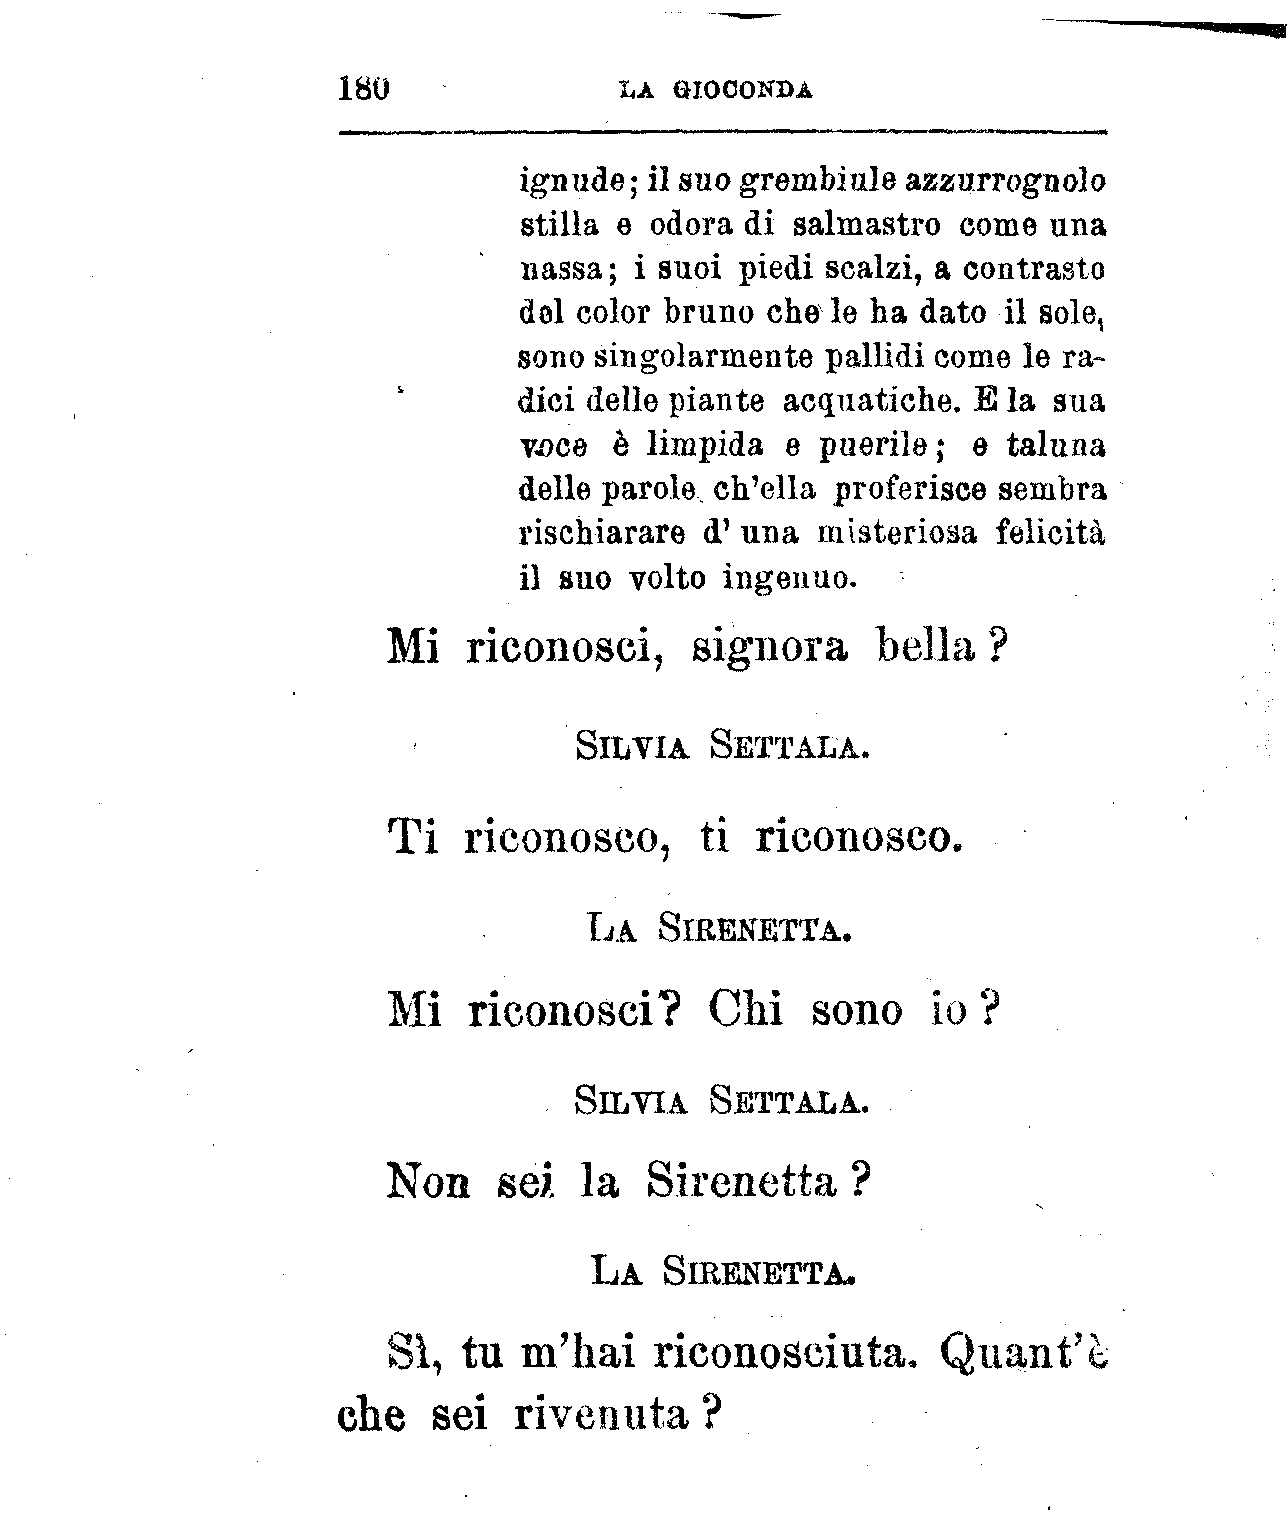 180 LA GIOCONDA
ignude; il suo grembiule azzurrognolo
stilla e odora di salmastro come una
nassa; i suoi piedi scalzi, a contrasto
del color bruno che le ha dato il sole,
sono singolarmente pallidi come le ra-
dici delle piante acquatiche. E la sua
voce è limpida e puerile; e taluna
delle parole ch'ella proferisce sembra
rischiarare d' una misteriosa felicità
il suo volto ingenuo.
Mi riconosci, signora bella?
SILVIA SETTALA.
Ti riconosco, ti riconosco.
LA SIRENETTA.
Mi riconosci? Chi sono io?
SILVIA SETTALA.
Non sei la Sirenetta?
LA SIRENETTA.
Sì, tu m'hai riconosciuta. Quant'è
che sei rivenuta?